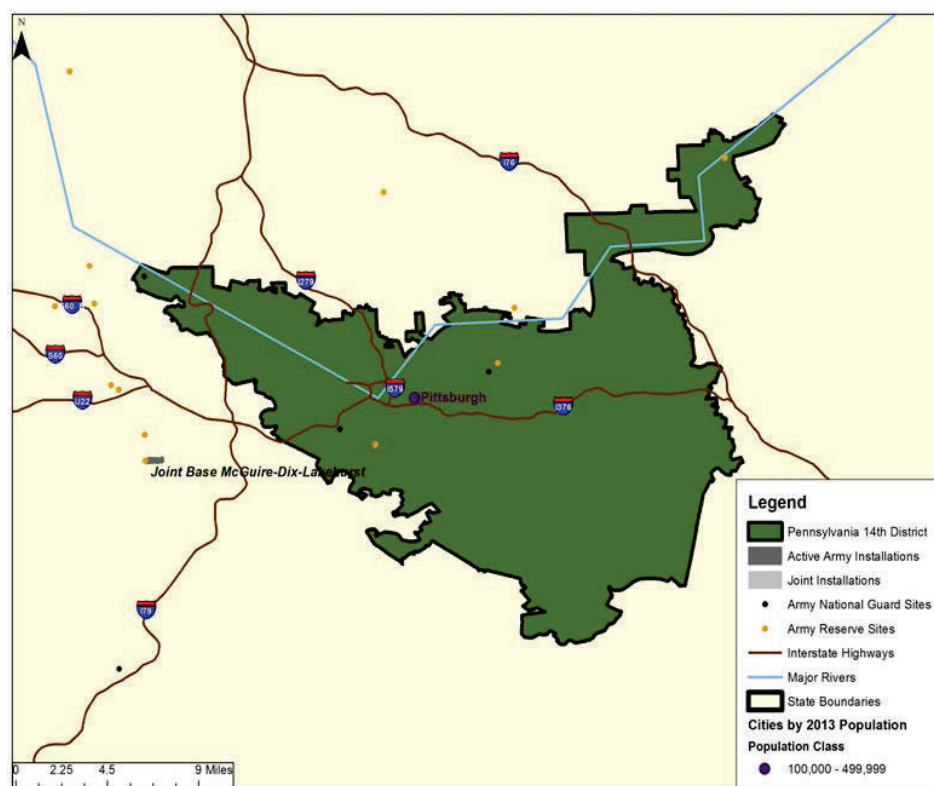 N
I76
I279
S60
S60
U22
I579
Pittsburgh
I376
Joint Base McGuire-Dix-Lakehurst
I79
Legend
Pennsylvania 14th District
Active Army Installations
Joint Installations
Army National Guard Sites
Army Reserve Sites
Interstate Highways
Major Rivers
State Boundaries
Cities by 2013 Population
Population Class
100,000 - 499,999
0 2.25 4.5 9 Miles